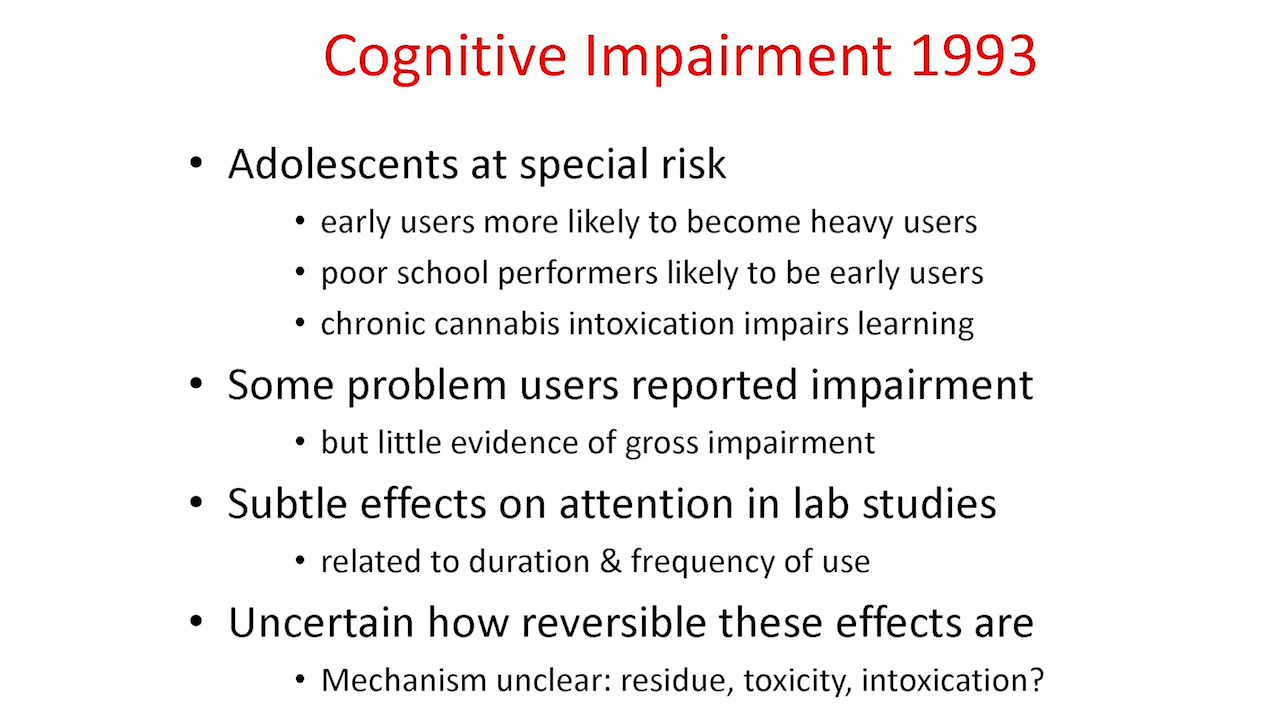 Cognitive Impairment 1993
• Adolescents at special risk
• early users more likely to become heavy users
• poor school performers likely to be early users
• chronic cannabis intoxication impairs learning
• Some problem users reported impairment
• but little evidence of gross impairment
• Subtle effects on attention in lab studies
• related to duration & frequency of use
• Uncertain how reversible these effects are
• Mechanism unclear: residue, toxicity, intoxication?